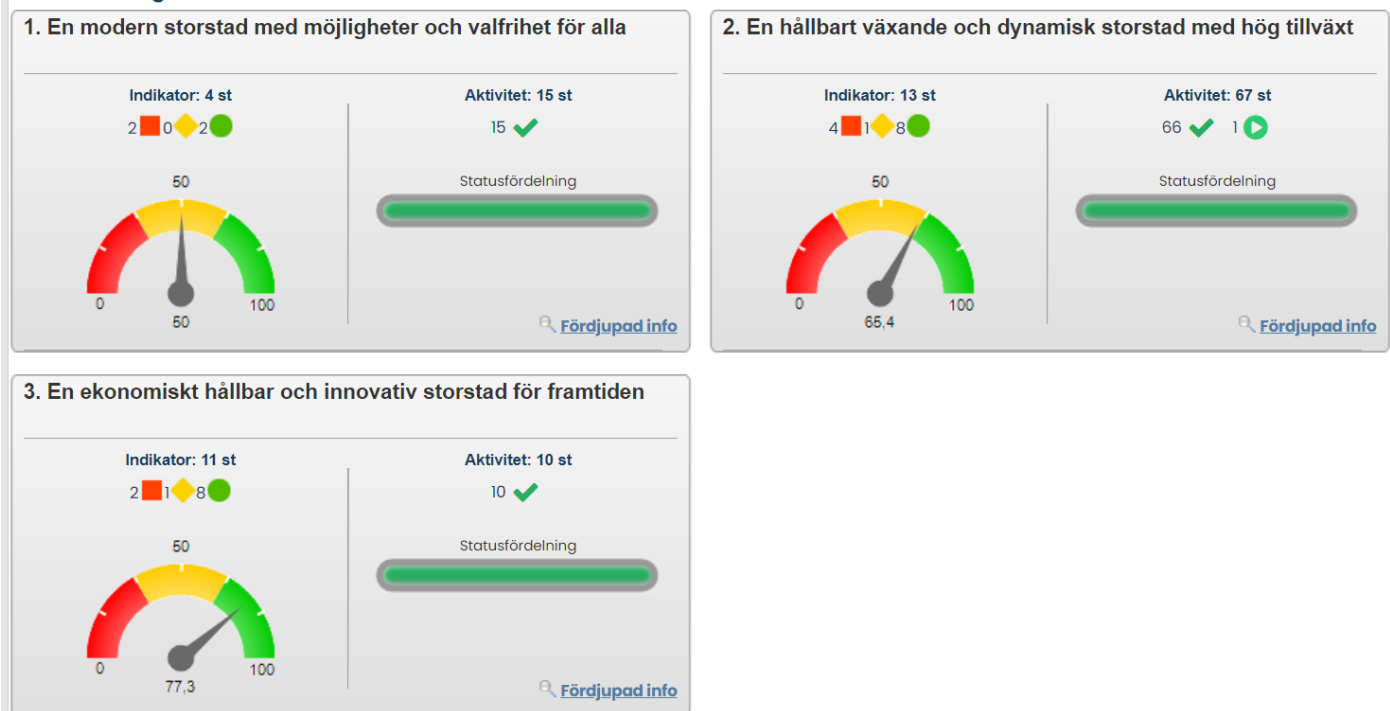 1. En modern storstad med möjligheter och valfrihet för alla
Indikator: 4 st
2 0 2
50
0
100
50
Aktivitet: 15 st
15
Statusfördelning
Fördjupad info
2. En hållbart växande och dynamisk storstad med hög tillväxt
Indikator: 13 st
4 1 8
50
0
100
65,4
Aktivitet: 67 st
66 1
Statusfördelning
Fördjupad info
3. En ekonomiskt hållbar och innovativ storstad för framtiden
Indikator: 11 st
2 1 8
50
0
100
77,3
Aktivitet: 10 st
10
Statusfördelning
Fördjupad info